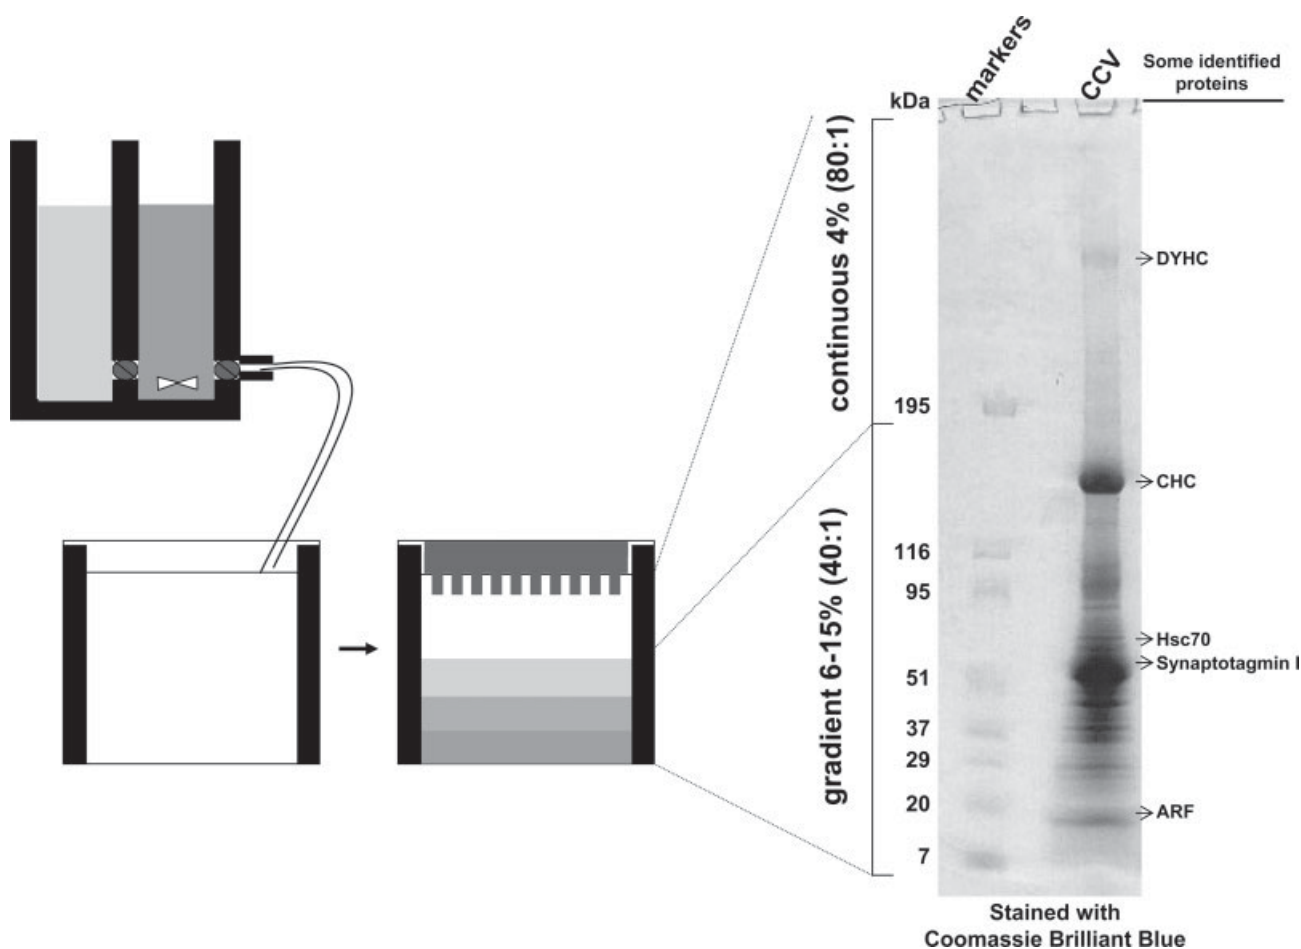 markers
CCV
Some identified
proteins
kDa
continuous 4% (80:1)
gradient 6-15% (40:1)
DYHC
195
CHC
116
95
Hsc70
Synaptotagmin I
51
37
29
20
ARF
7
Stained with
Coomassie Brilliant Blue